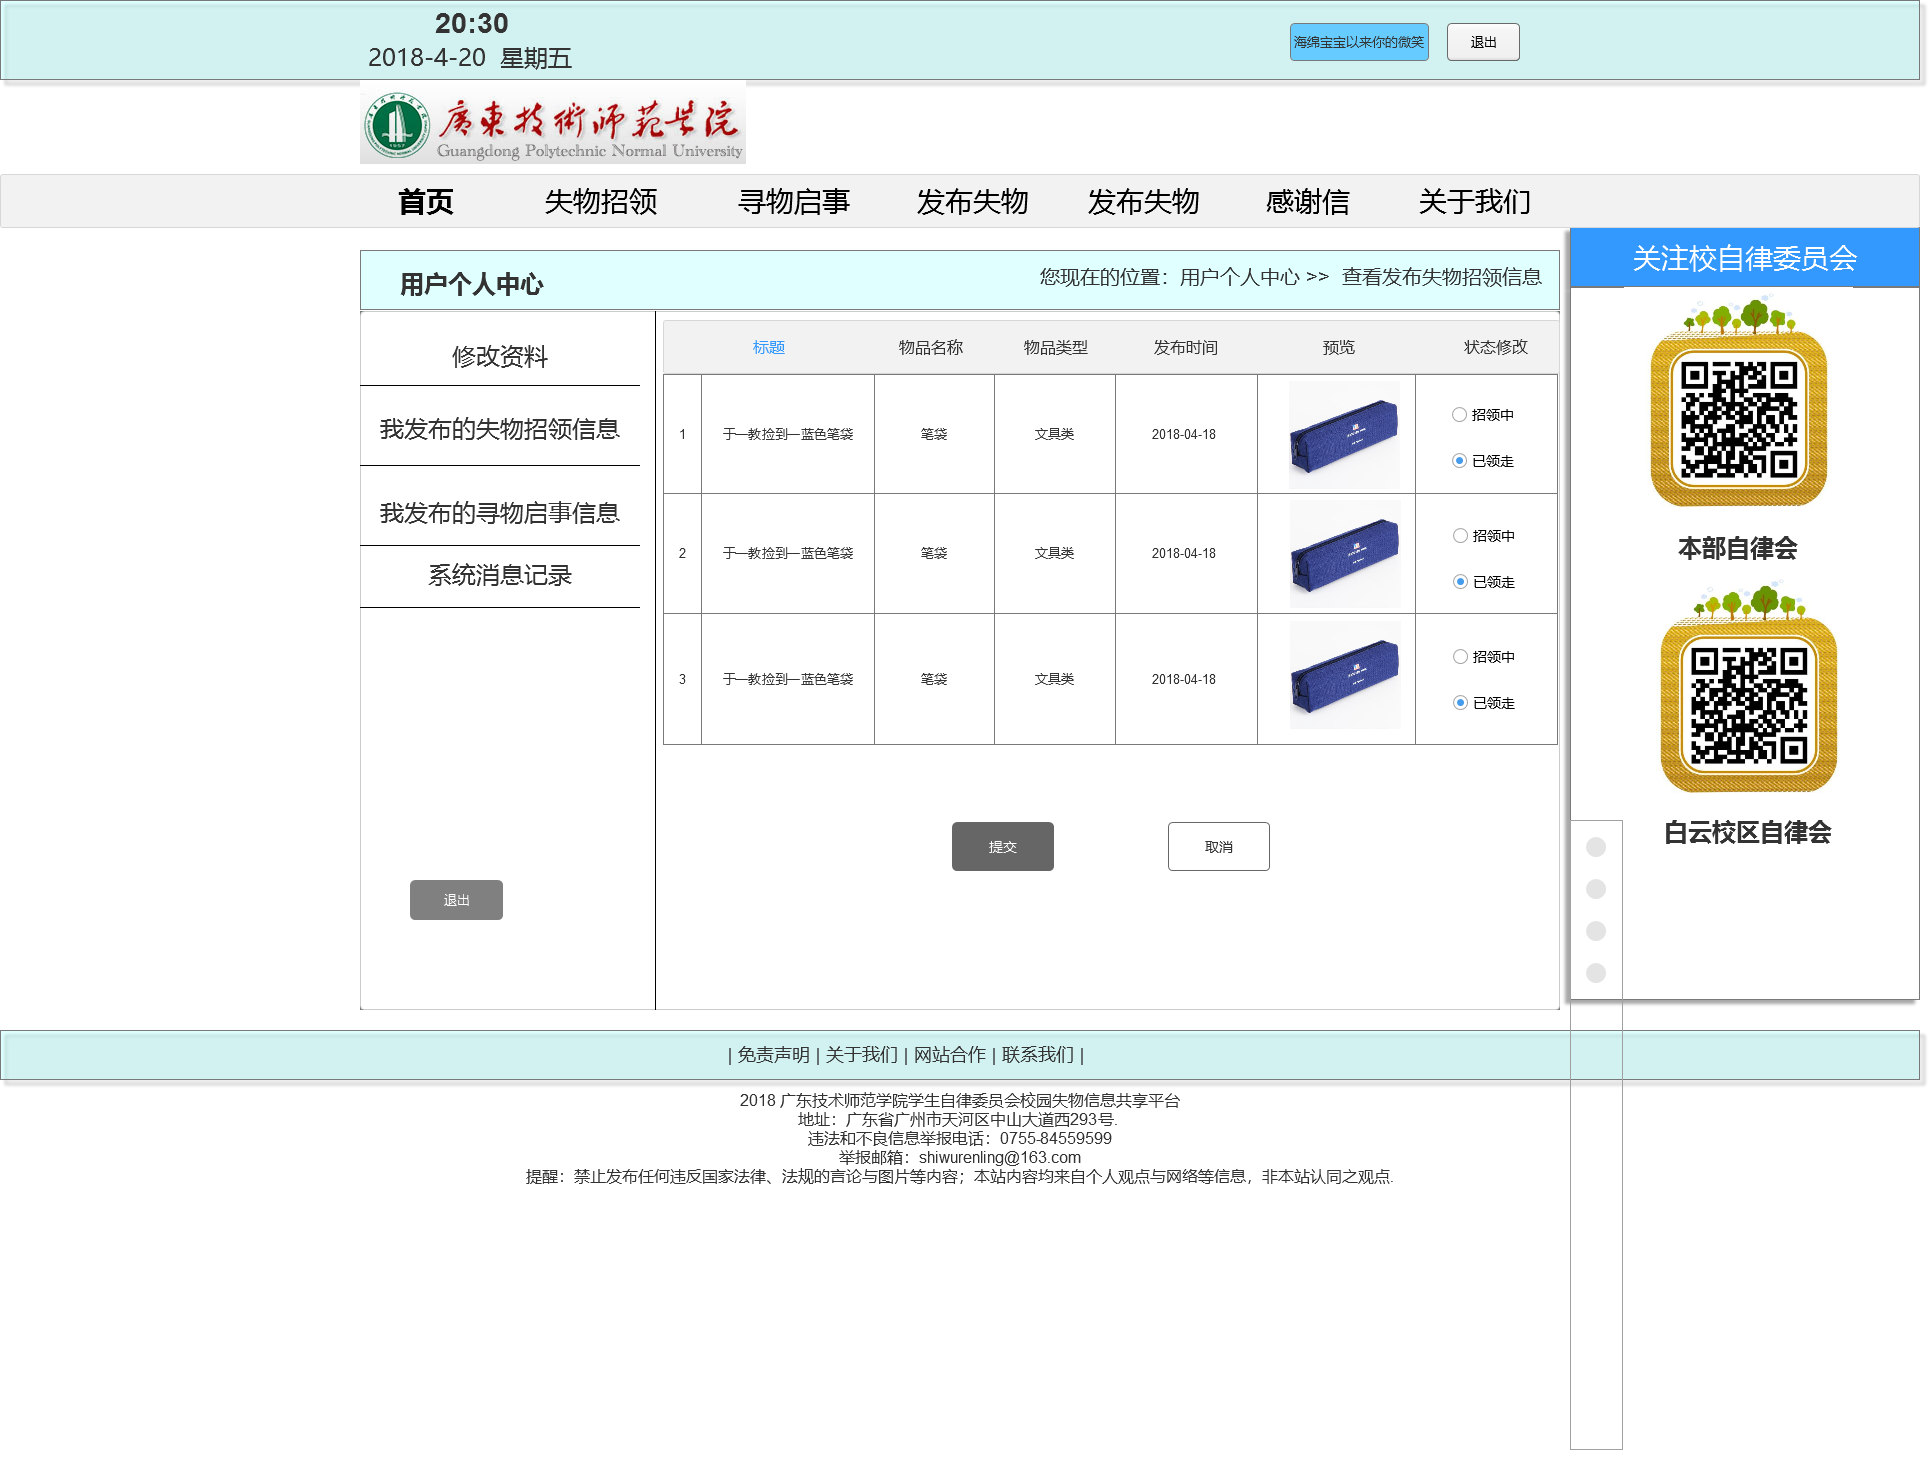 20:30
2018-4-20 星期五
海绵宝宝以来你的微笑
退出
廣東技術师范学院
Guangdong Polytechnic Normal University
首页
失物招领
寻物启事
发布失物
发布失物
感谢信
关于我们
关注校自律委员会
用户个人中心
您现在的位置：用户个人中心 >> 查看发布失物招领信息
修改资料
我发布的失物招领信息
我发布的寻物启事信息
系统消息记录
退出
标题 物品名称 物品类型 发布时间 预览 状态修改
1 于一教捡到一蓝色笔袋 笔袋 文具类 2018-04-18
招领中
已领走
2 于一教捡到一蓝色笔袋 笔袋 文具类 2018-04-18
招领中
已领走
3 于一教捡到一蓝色笔袋 笔袋 文具类 2018-04-18
招领中
已领走
提交
取消
本部自律会
白云校区自律会
| 免责声明 | 关于我们 | 网站合作 | 联系我们 |
2018 广东技术师范学院学生自律委员会校园失物信息共享平台
地址：广东省广州市天河区中山大道西293号.
违法和不良信息举报电话：0755-84559599
举报邮箱：shiwurenling@163.com
提醒：禁止发布任何违反国家法律、法规的言论与图片等内容；本站内容均来自个人观点与网络等信息，非本站认同之观点.